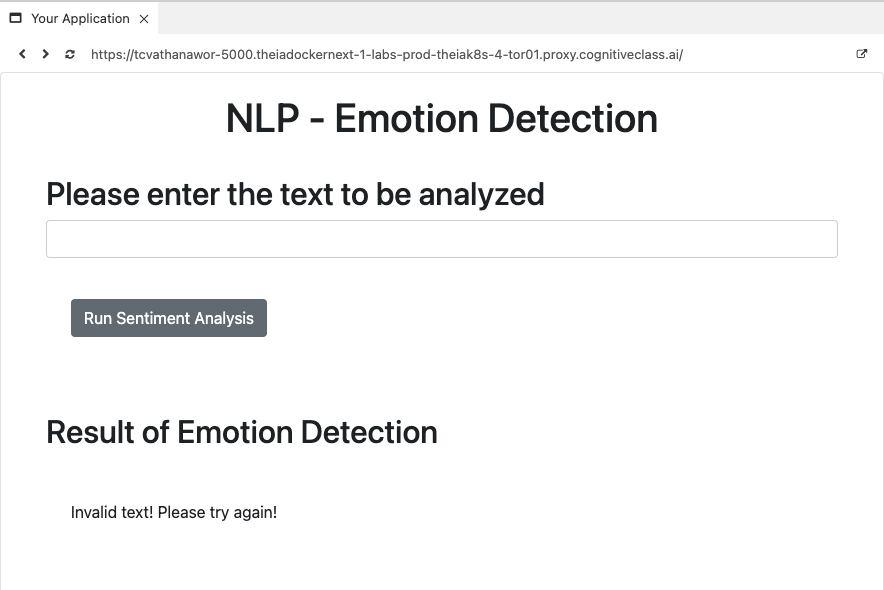 Your Application
https://tcvathanawor-5000.theiadockernext-1-labs-prod-theiak8s-4-tor01.proxy.cognitiveclass.ai/
NLP - Emotion Detection
Please enter the text to be analyzed
Run Sentiment Analysis
Result of Emotion Detection
Invalid text! Please try again!